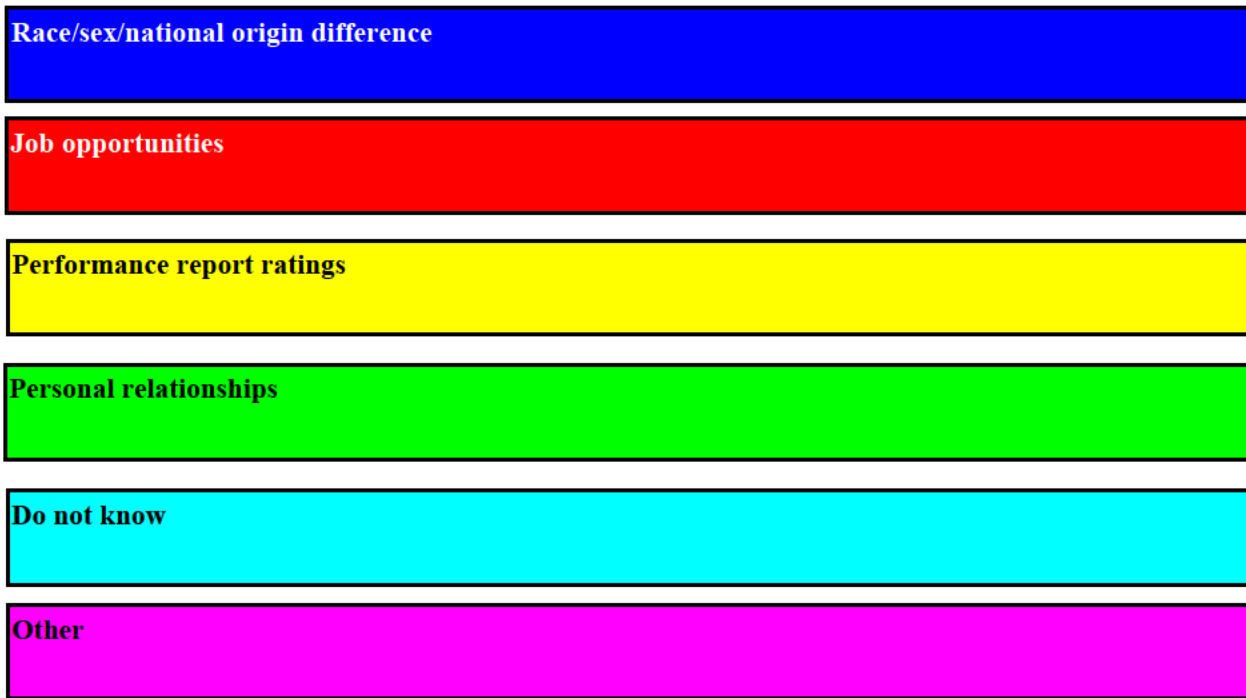 Race/sex/national origin difference
Job opportunities
Performance report ratings
Personal relationships
Do not know
Other